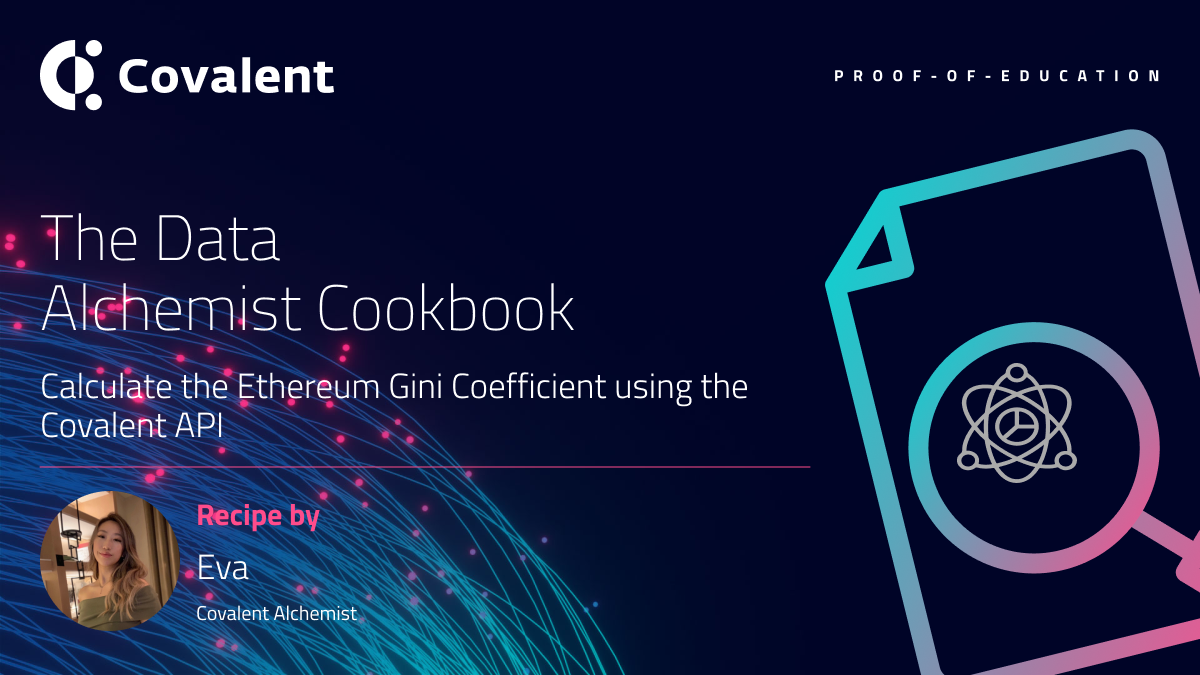 Covalent
PROOF-OF-EDUCATION
The Data
Alchemist Cookbook
Calculate the Ethereum Gini Coefficient using the
Covalent API
Recipe by
Eva
Covalent Alchemist